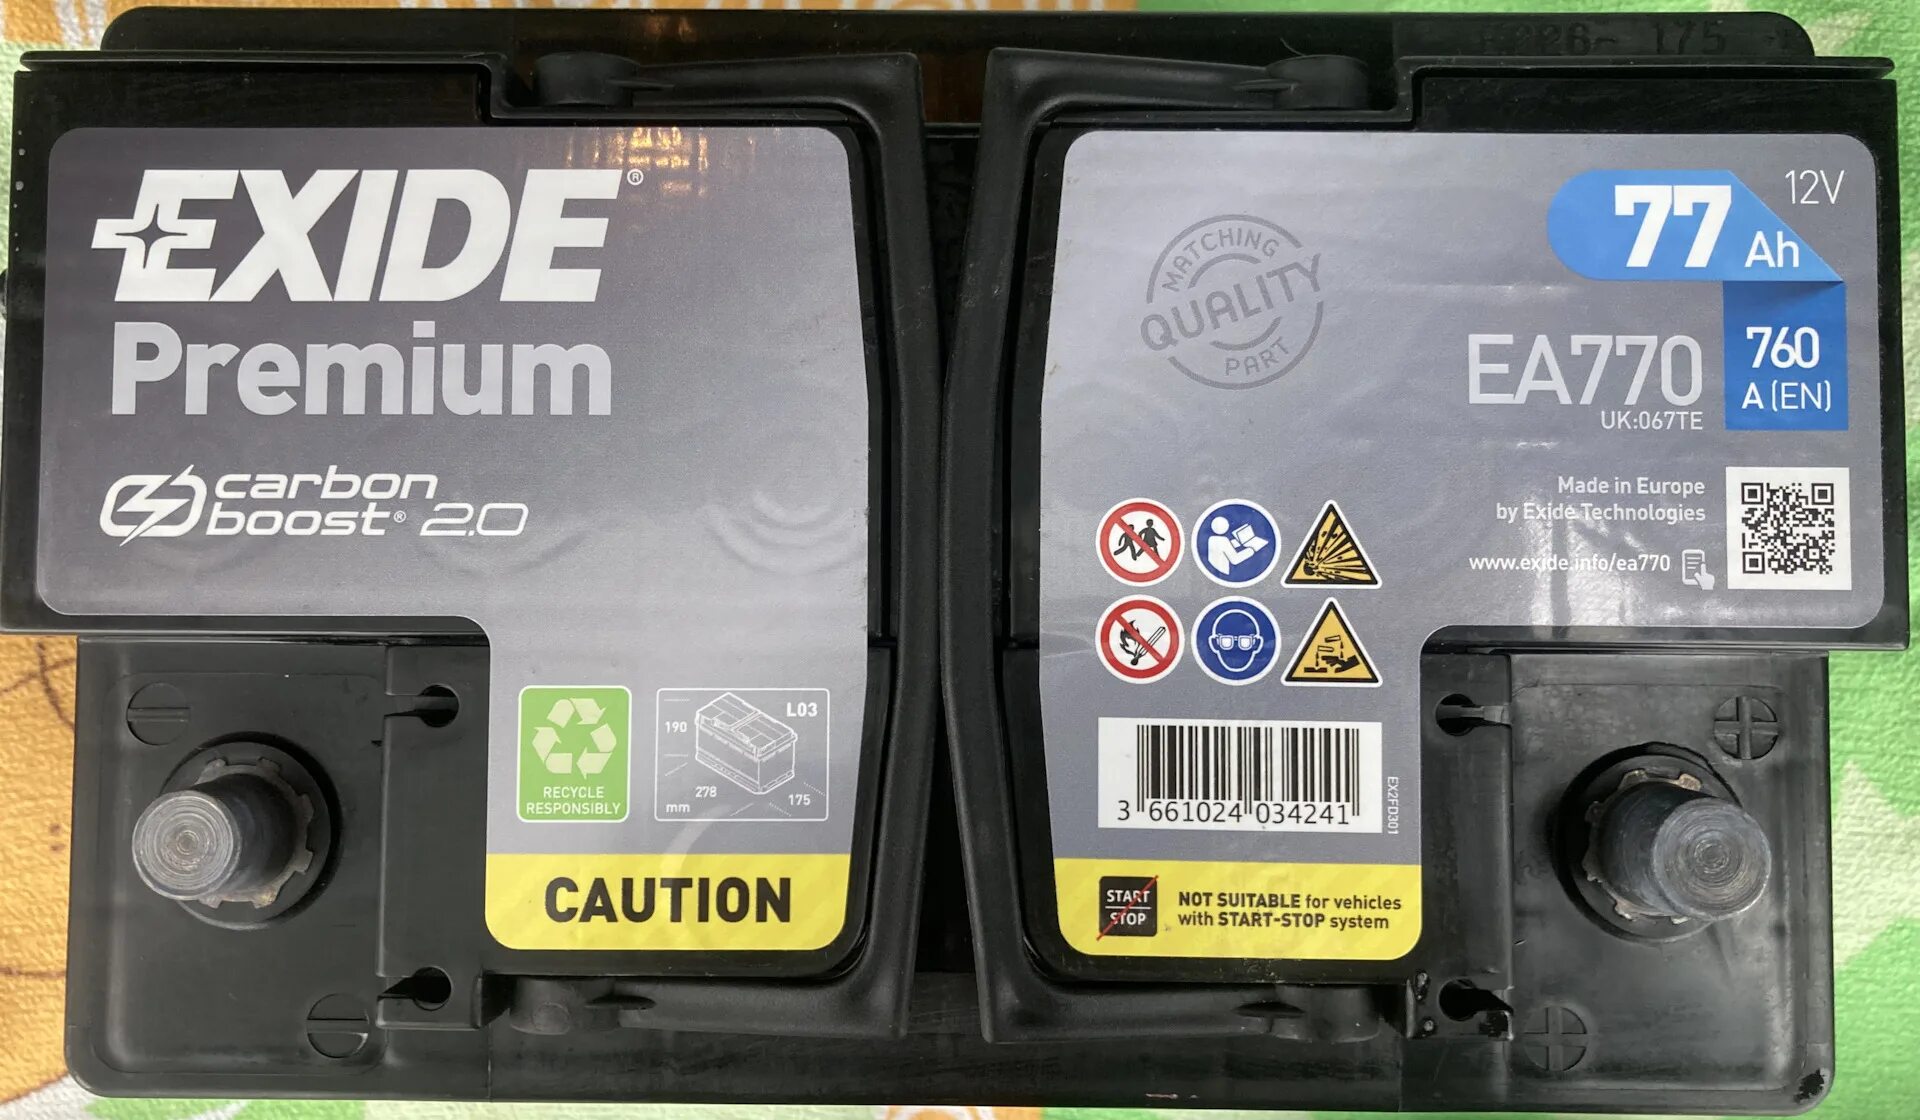 EXIDE®
Premium
carbon
boost® 2.0
RECYCLE
RESPONSIBLY
L03
190
278
175
mm
CAUTION
MATCHING
QUALITY
PART
12V
77 Ah
760
A (EN)
EA770
UK:067TE
Made in Europe
by Exide Technologies
www.exide.info/ea770
3 661024 034241
EX2FD301
START
STOP
NOT SUITABLE for vehicles
with START-STOP system